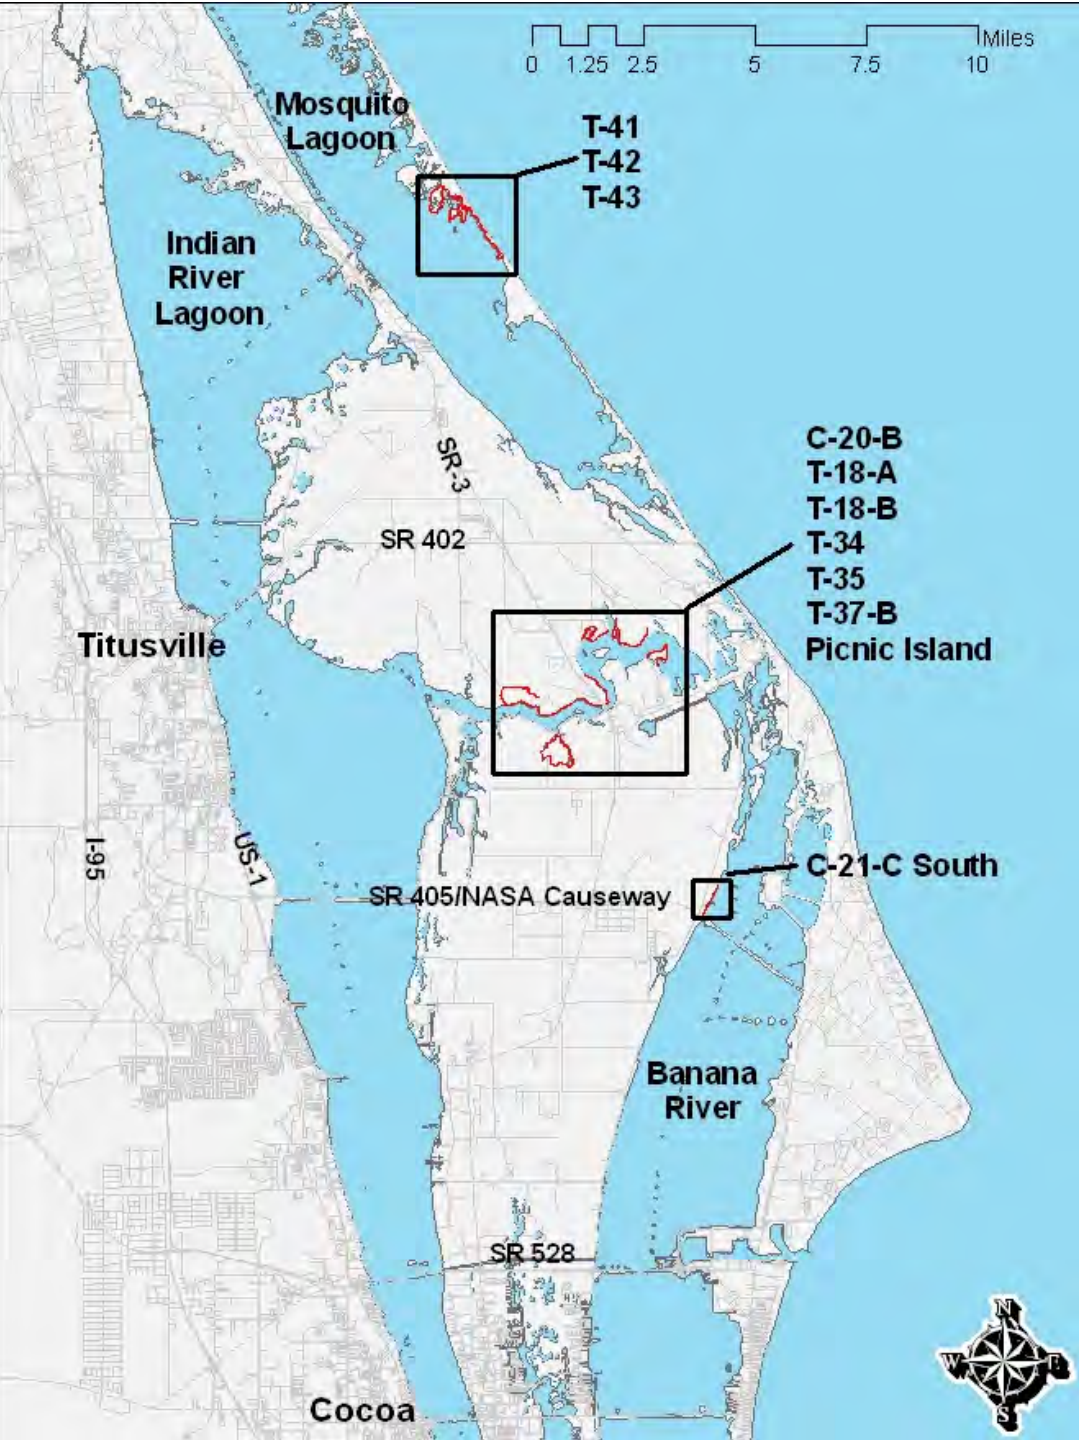 Miles
0 1.25 2.5 5 7.5 10
Mosquito
Lagoon
T-41
T-42
T-43
Indian
River
Lagoon
C-20-B
T-18-A
T-18-B
T-34
T-35
T-37-B
Picnic Island
SR-3
SR 402
Titusville
I-95
US-1
C-21-C South
SR 405/NASA Causeway
Banana
River
SR 528
Cocoa
N
W E
S